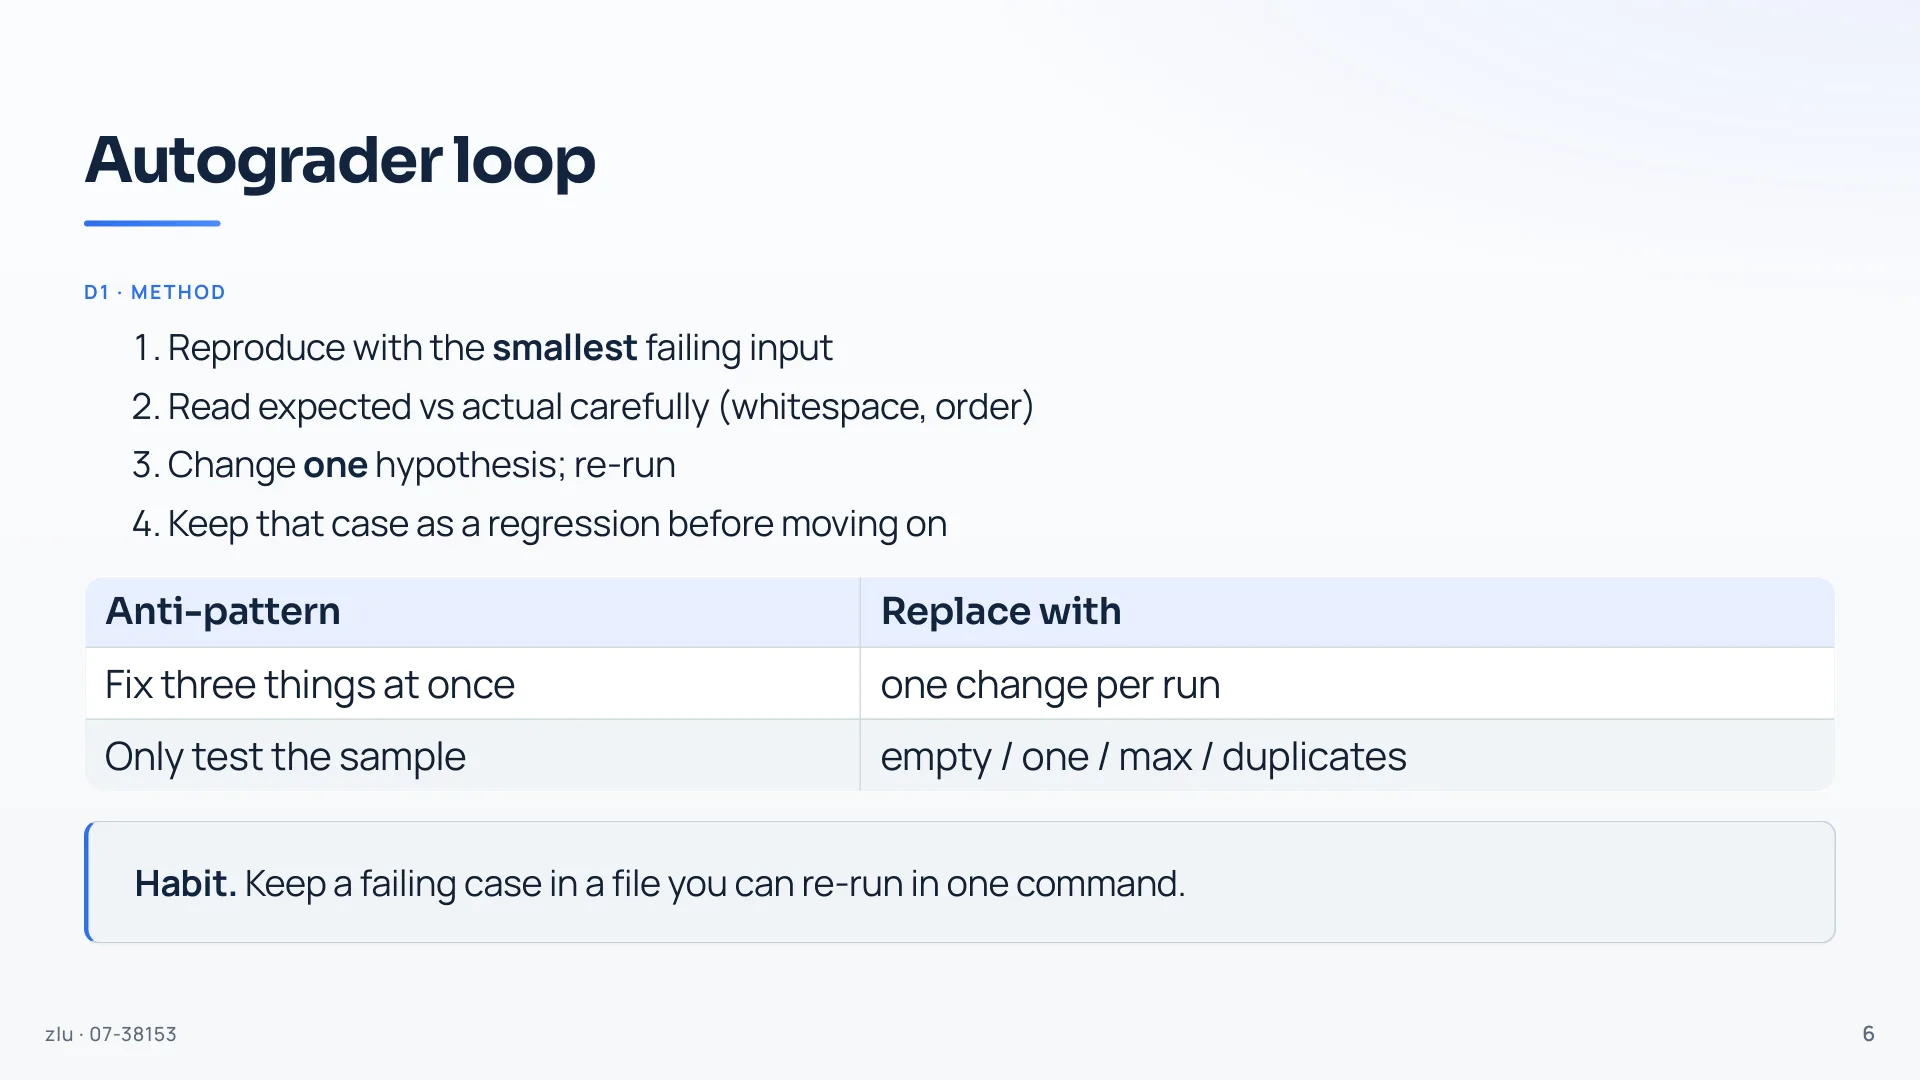 Autograder loop
D1 · METHOD
1. Reproduce with the smallest failing input
2. Read expected vs actual carefully (whitespace, order)
3. Change one hypothesis; re-run
4. Keep that case as a regression before moving on
Anti-pattern Replace with
Fix three things at once one change per run
Only test the sample empty / one / max / duplicates
Habit. Keep a failing case in a file you can re-run in one command.
zlu · 07-38153 6